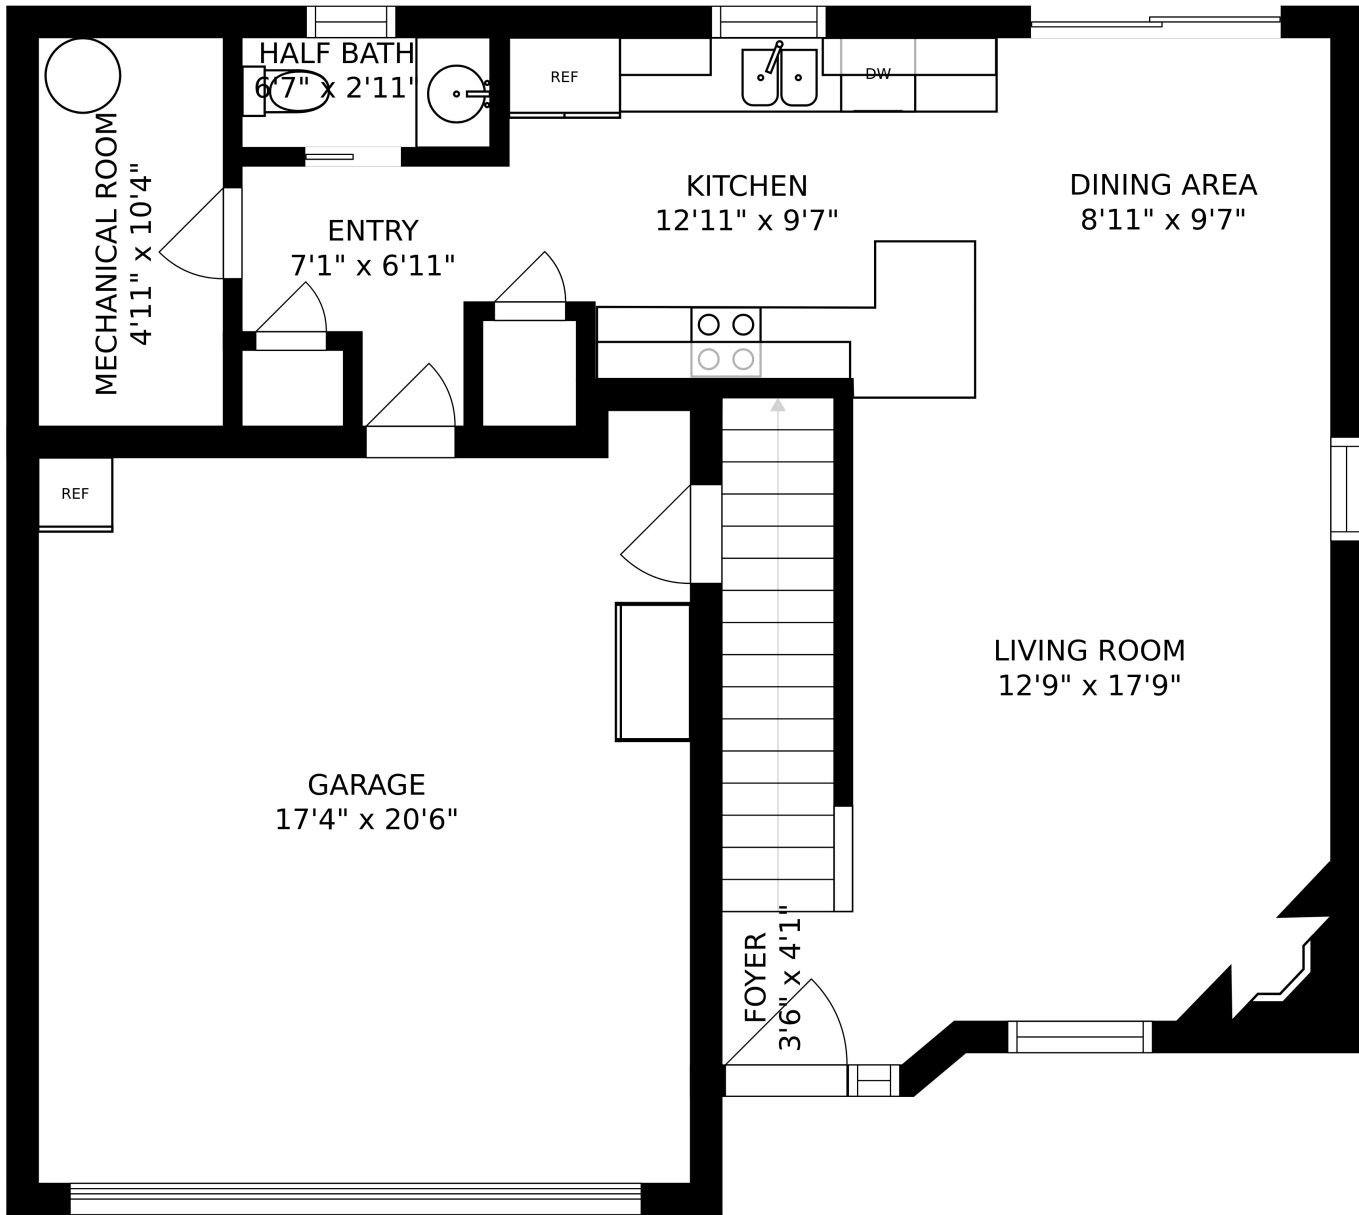 HALF BATH
6'7" x 2'11"
REF
DW
MECHANICAL ROOM
4'11" x 10'4"
KITCHEN
12'11" x 9'7"
DINING AREA
8'11" x 9'7"
ENTRY
7'1" x 6'11"
REF
LIVING ROOM
12'9" x 17'9"
GARAGE
17'4" x 20'6"
FOYER
3'6" x 4'1"